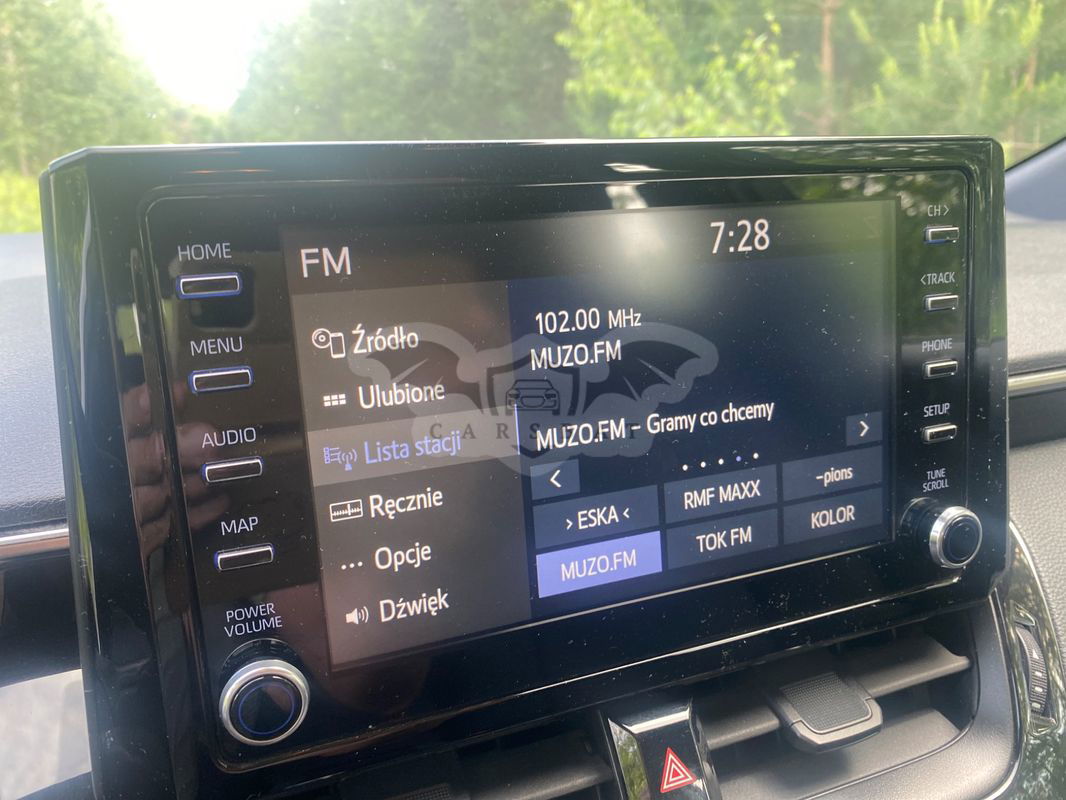 HOME
MENU
AUDIO
MAP
POWER
VOLUME
FM
7:28
Źródło
Ulubione
Lista stacji
Ręcznie
... Opcje
Dźwięk
102.00 MHz
MUZO.FM
MUZO.FM - Gramy co chcemy
<
>
› ESKA ‹
RMF MAXX
-pions
MUZO.FM
TOK FM
KOLOR
CH >
< TRACK
PHONE
SETUP
TUNE
SCROLL